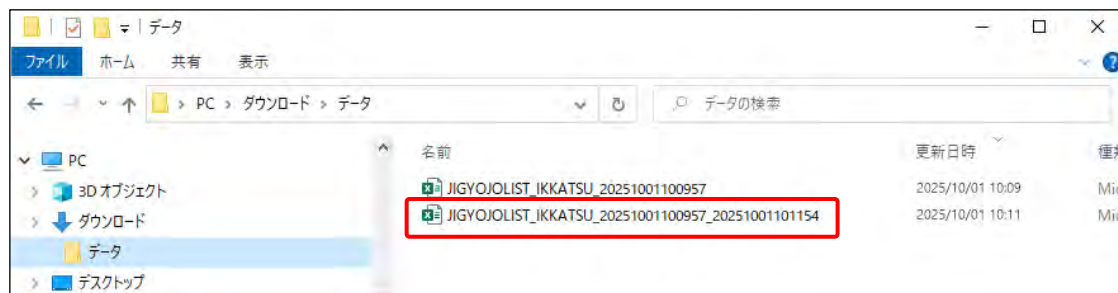 データ
ファイル ホーム 共有 表示
PC › ダウンロード › データ データの検索
名前 更新日時 種
PC
3D オブジェクト
ダウンロード
データ
デスクトップ
JIGYOJOLIST_IKKATSU_20251001100957 2025/10/01 10:09 Mic
JIGYOJOLIST_IKKATSU_20251001100957_20251001101154 2025/10/01 10:11 Mic